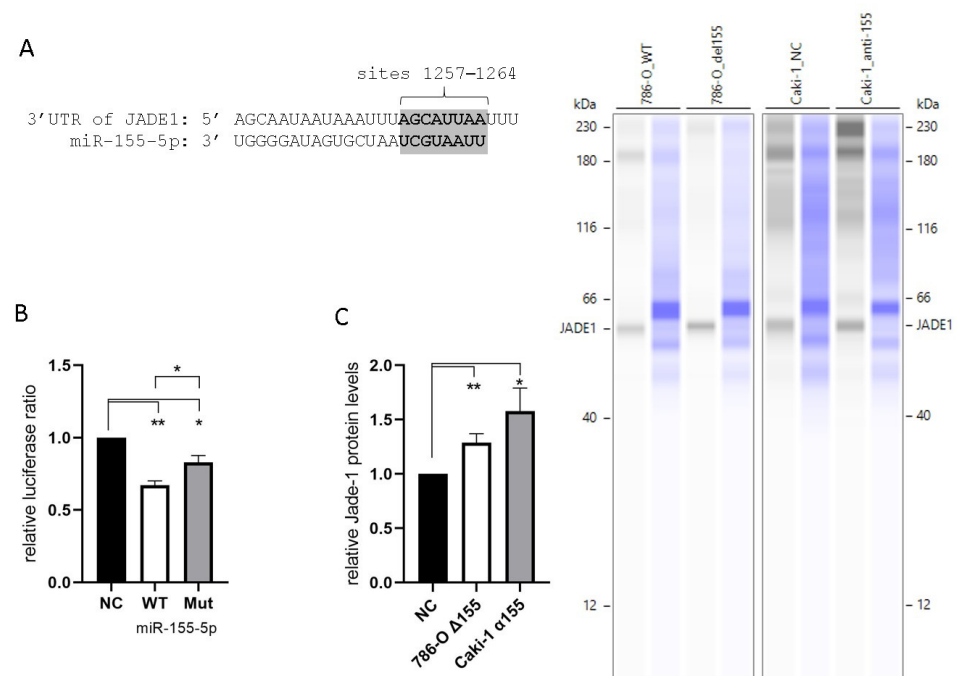 A
sites 1257–1264
3’UTR of JADE1: 5’ AGCAAUAAUAAAUUUAGCAUUAAUUU
miR-155-5p: 3’ UGGGGAUAGUGCUAAUCGUAAUU
B
relative luciferase ratio
1.5
1.0
0.5
0.0
*
**
*
NC WT Mut
miR-155-5p
C
relative Jade-1 protein levels
2.0
1.5
1.0
0.5
0.0
**
*
NC
786-O Δ155
Caki-1 α155
786-O_WT
786-O_del155
Caki-1_NC
Caki-1_anti-155
kDa kDa
230 – – 230
180 – – 180
116 – – 116
66 – – 66
JADE1 – – JADE1
40 – – 40
12 – – 12